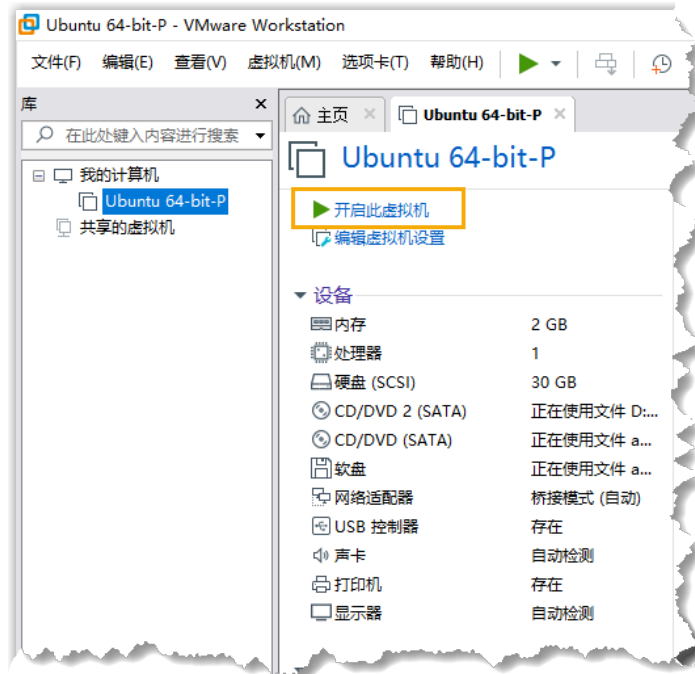 Ubuntu 64-bit-P - VMware Workstation
文件(F) 编辑(E) 查看(V) 虚拟机(M) 选项卡(T) 帮助(H)
库
在此处键入内容进行搜索
我的计算机
Ubuntu 64-bit-P
共享的虚拟机
主页 Ubuntu 64-bit-P
Ubuntu 64-bit-P
开启此虚拟机
编辑虚拟机设置
设备
内存 2 GB
处理器 1
硬盘 (SCSI) 30 GB
CD/DVD 2 (SATA) 正在使用文件 D:...
CD/DVD (SATA) 正在使用文件 a...
软盘 正在使用文件 a...
网络适配器 桥接模式 (自动)
USB 控制器 存在
声卡 自动检测
打印机 存在
显示器 自动检测